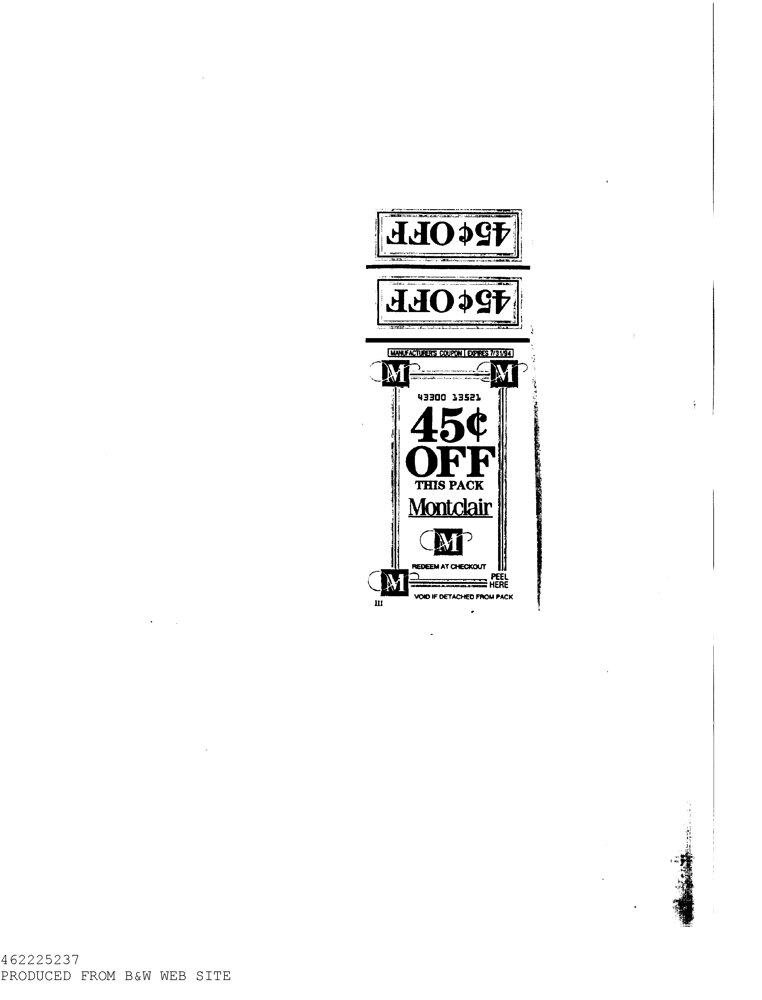 45¢ OFF
45¢ OFF
MANUFACTURER'S COUPON EXPIRES 7/31/94
M M
43300 13521
45¢
OFF
THIS PACK
Montclair
M
REDEEM AT CHECKOUT
M
PEEL
HERE
VOID IF DETACHED FROM PACK
III
462225237
PRODUCED FROM B&W WEB SITE